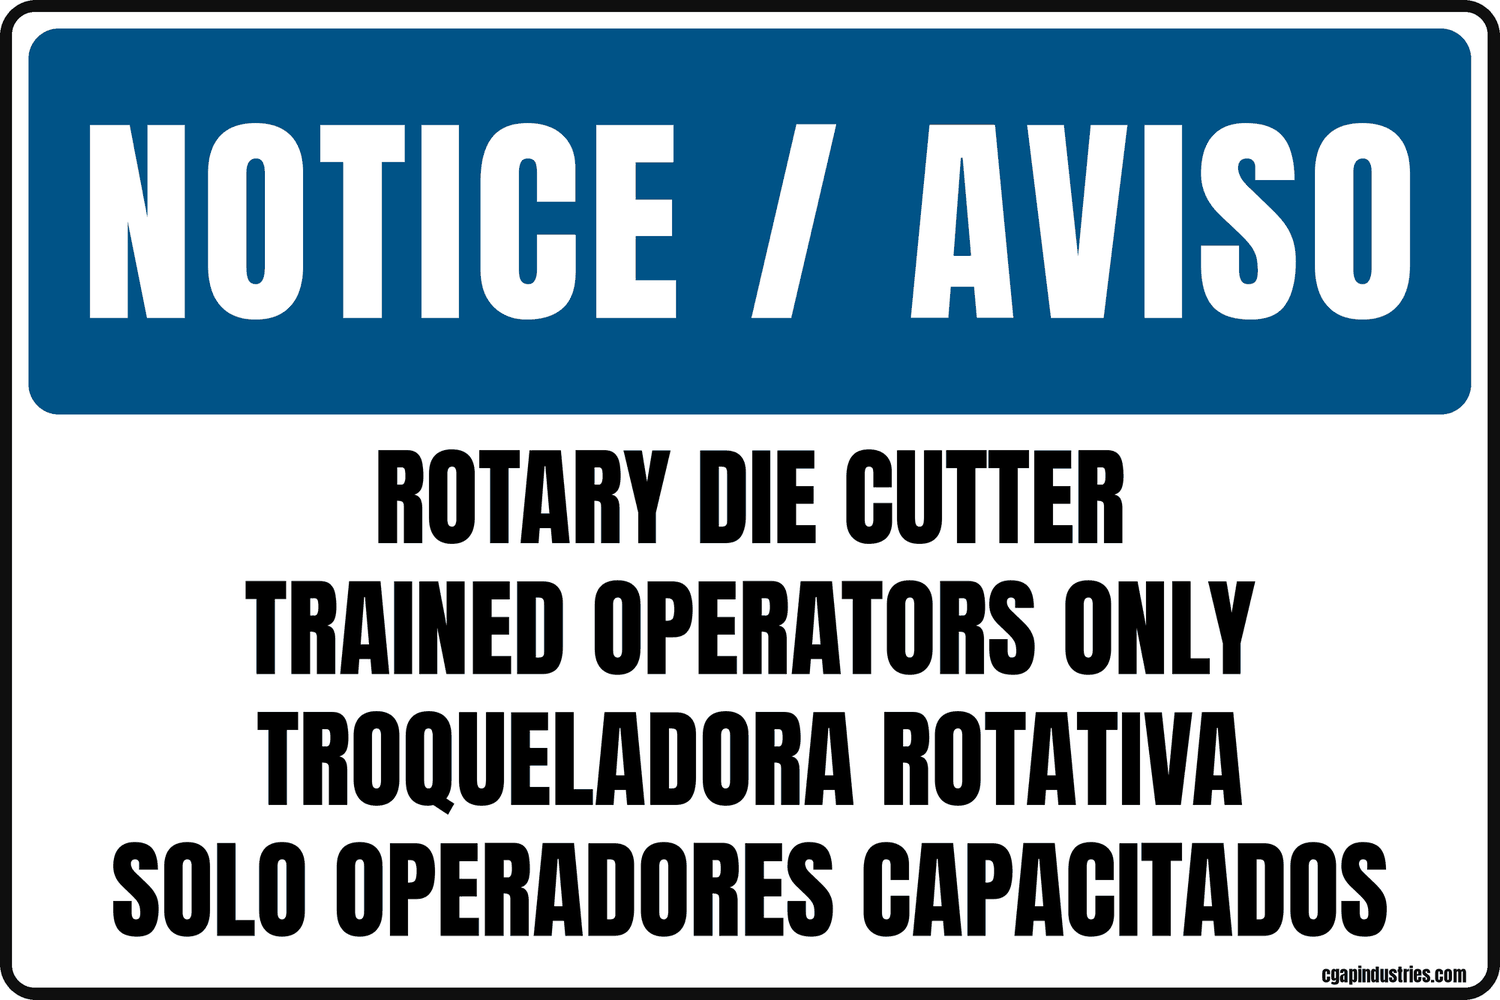 NOTICE / AVISO
ROTARY DIE CUTTER
TRAINED OPERATORS ONLY
TROQUELADORA ROTATIVA
SOLO OPERADORES CAPACITADOS
cgapindustries.com